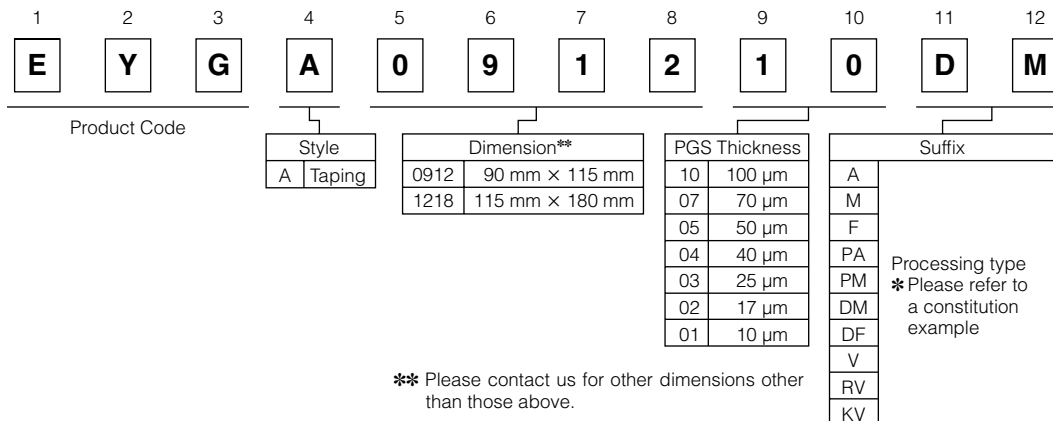 1 2 3 4 5 6 7 8 9 10 11 12
E Y G A 0 9 1 2 1 0 D M
Product Code
Style
A Taping
Dimension**
0912 90 mm × 115 mm
1218 115 mm × 180 mm
PGS Thickness
10 100 µm
07 70 µm
05 50 µm
04 40 µm
03 25 µm
02 17 µm
01 10 µm
Suffix
A
M
F
PA
PM
DM
DF
V
RV
KV
Processing type
*Please refer to
a constitution
example
** Please contact us for other dimensions other
than those above.